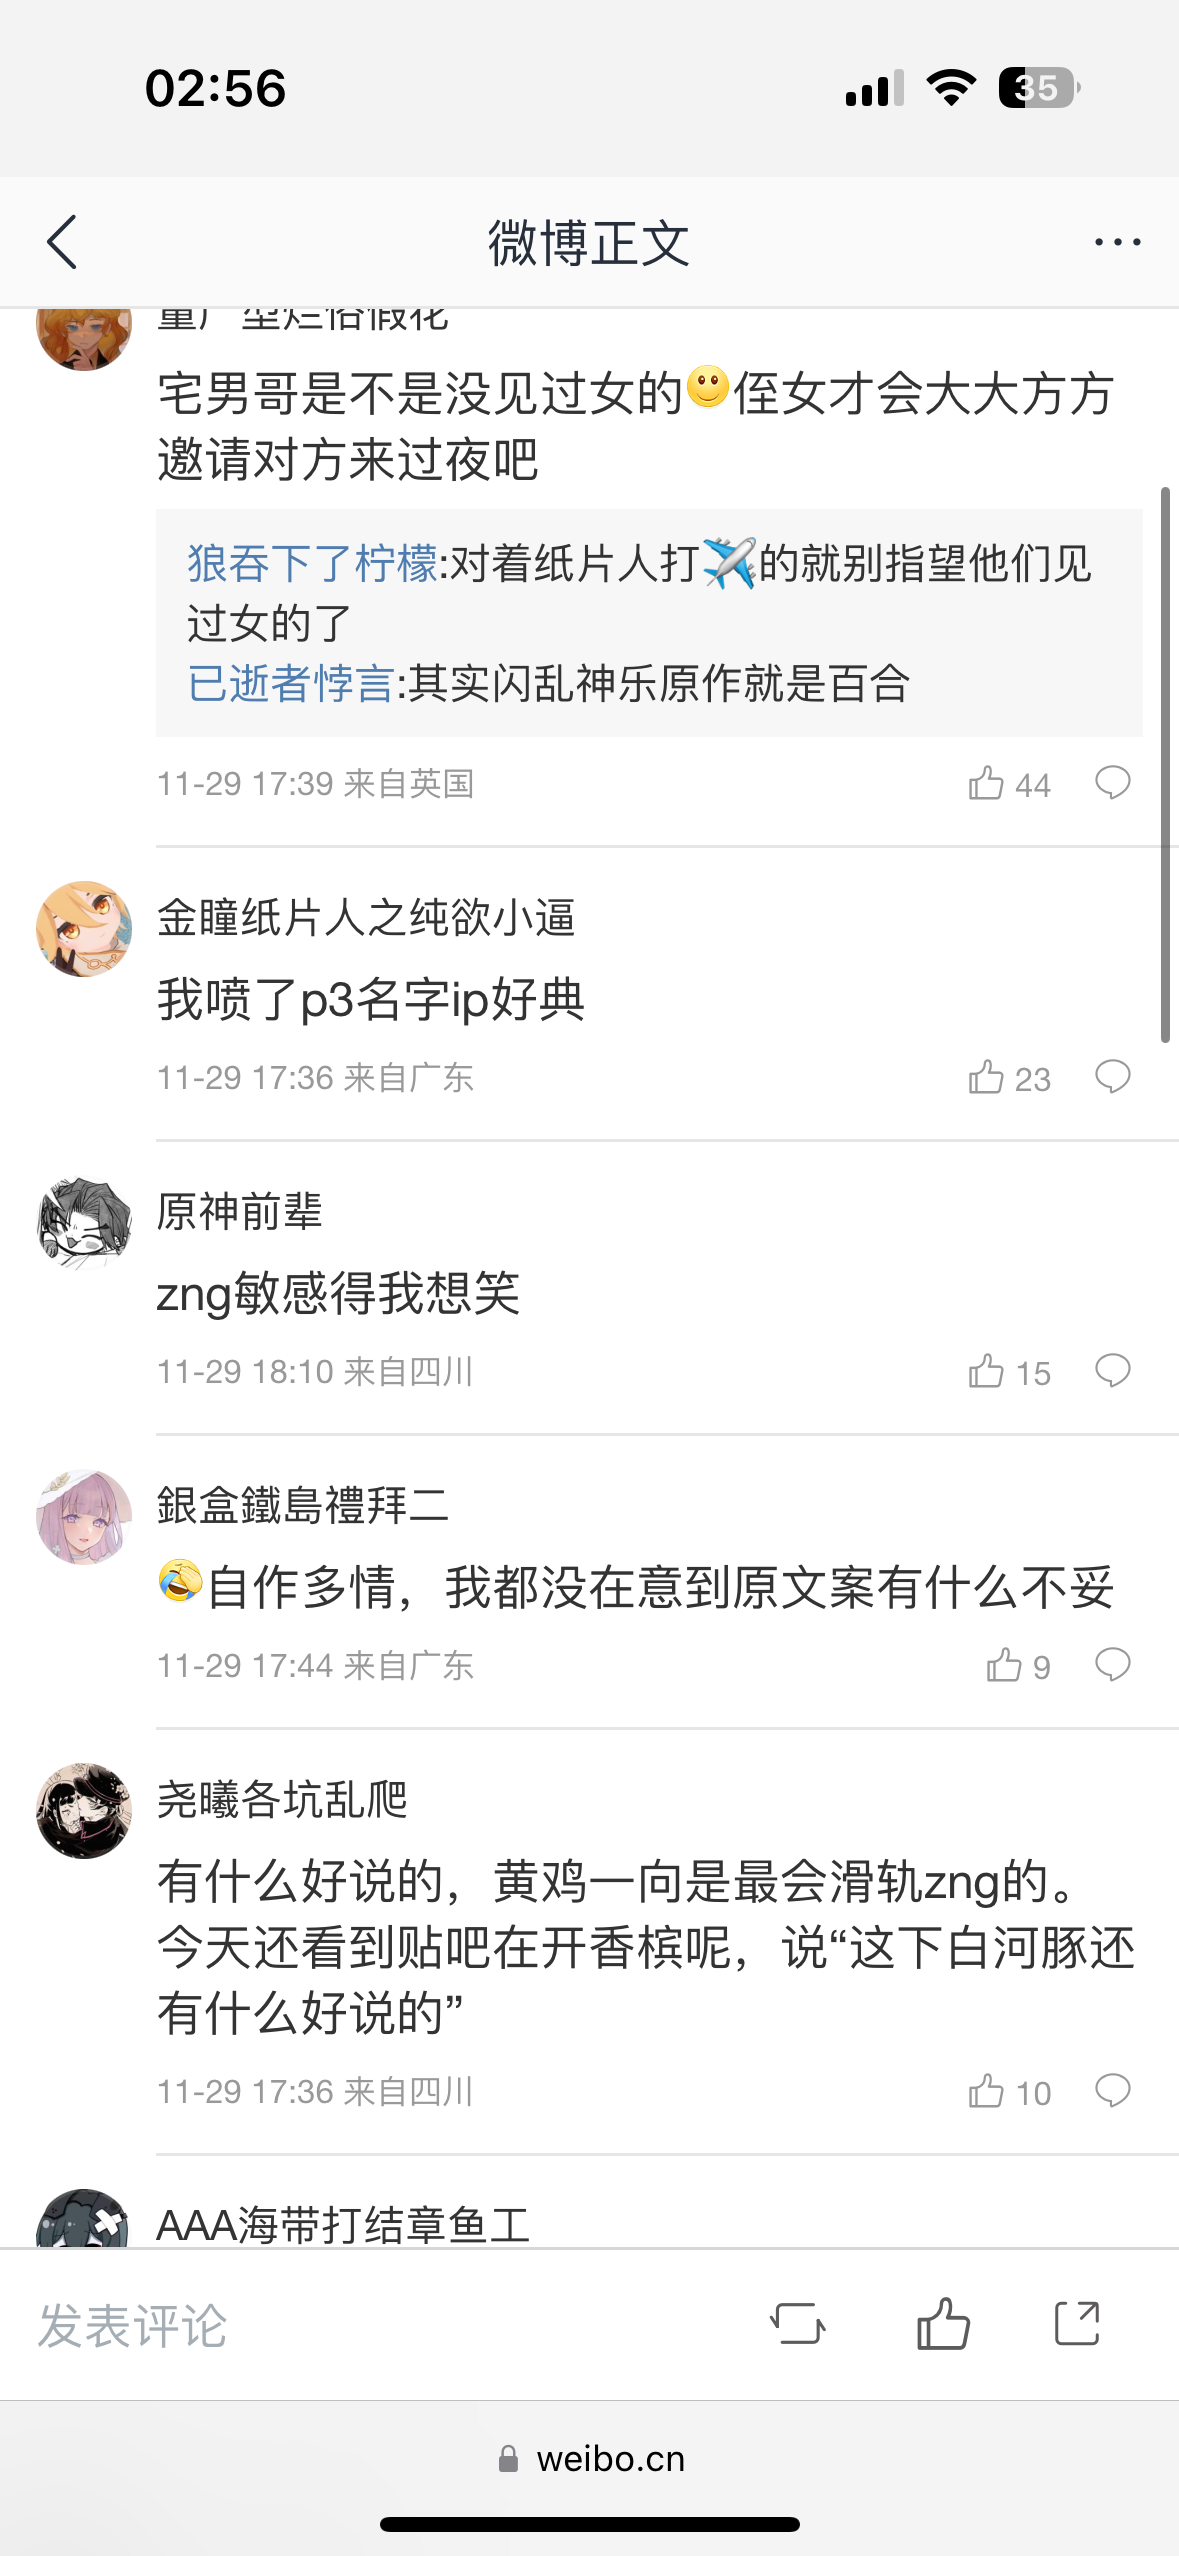 02:56
35
微博正文
量产型烂俗假花
宅男哥是不是没见过女的侄女才会大大方方
邀请对方来过夜吧
狼吞下了柠檬:对着纸片人打✈️的就别指望他们见
过女的了
已逝者悖言:其实闪乱神乐原作就是百合
11-29 17:39 来自英国
44
金瞳纸片人之纯欲小逼
我喷了p3名字ip好典
11-29 17:36 来自广东
23
原神前辈
zng敏感得我想笑
11-29 18:10 来自四川
15
銀盒鐵島禮拜二
自作多情，我都没在意到原文案有什么不妥
11-29 17:44 来自广东
9
尧曦各坑乱爬
有什么好说的，黄鸡一向是最会滑轨zng的。
今天还看到贴吧在开香槟呢，说“这下白河豚还
有什么好说的”
11-29 17:36 来自四川
10
AAA海带打结章鱼工
发表评论
weibo.cn